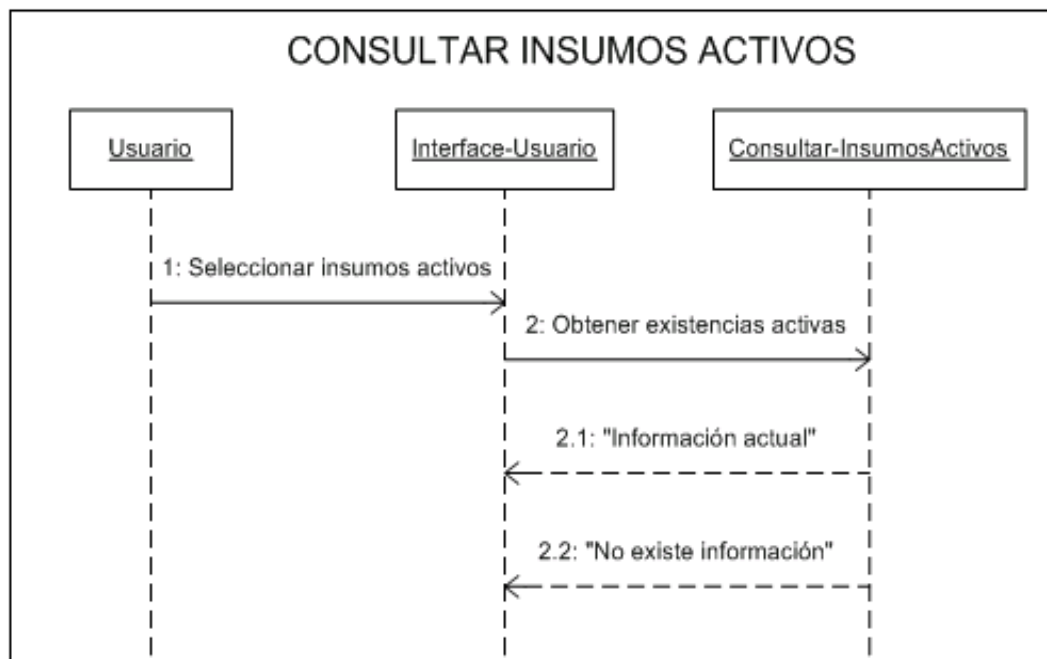 CONSULTAR INSUMOS ACTIVOS
Usuario
Interface-Usuario
Consultar-InsumosActivos
1: Seleccionar insumos activos
2: Obtener existencias activas
2.1: "Información actual"
2.2: "No existe información"